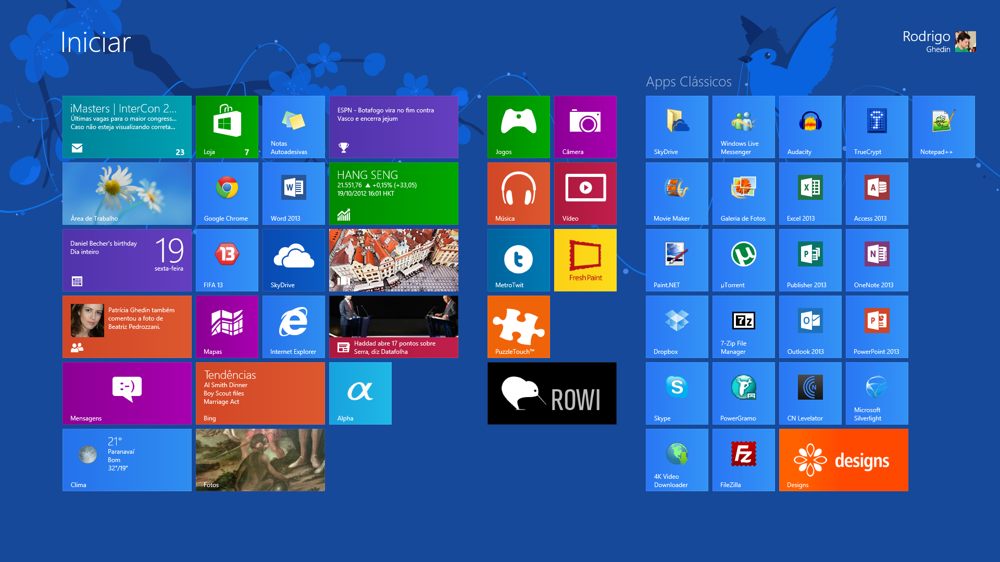 Iniciar
Rodrigo
Ghedin
Apps Clássicos
iMasters | InterCon 2...
Últimas vagas para o maior congress...
Caso não esteja visualizando correta...
23
Loja
7
Notas
Autoadesivas
ESPN - Botafogo vira no fim contra
Vasco e encerra jejum
Área de Trabalho
Google Chrome
W
Word 2013
HANG SENG
21.551,76 ▲ +0,15% (+33,05)
19/10/2012 16:01 HKT
Daniel Becher's birthday
Dia inteiro
19
sexta-feira
13
FIFA 13
SkyDrive
Patrícia Ghedin também
comentou a foto de
Beatriz Pedrozzani.
Mapas
Internet Explorer
Haddad abre 17 pontos sobre
Serra, diz Datafolha
:-)
Mensagens
Tendências
Al Smith Dinner
Boy Scout files
Marriage Act
Bing
α
Alpha
21°
Paranavaí
Bom
32°/19°
Clima
Fotos
Jogos
Câmera
Música
Vídeo
t
MetroTwit
Fresh Paint
PuzzleTouch™
ROWI
SkyDrive
Windows Live
Messenger
Audacity
TrueCrypt
Notepad++
Movie Maker
Galeria de Fotos
X
Excel 2013
A
Access 2013
Paint.NET
µ
µTorrent
P
Publisher 2013
N
OneNote 2013
Dropbox
7z
7-Zip File
Manager
O
Outlook 2013
P
PowerPoint 2013
S
Skype
PowerGramo
N
CN Levelator
Microsoft
Silverlight
4K Video
Downloader
Fz
FileZilla
designs
Designs